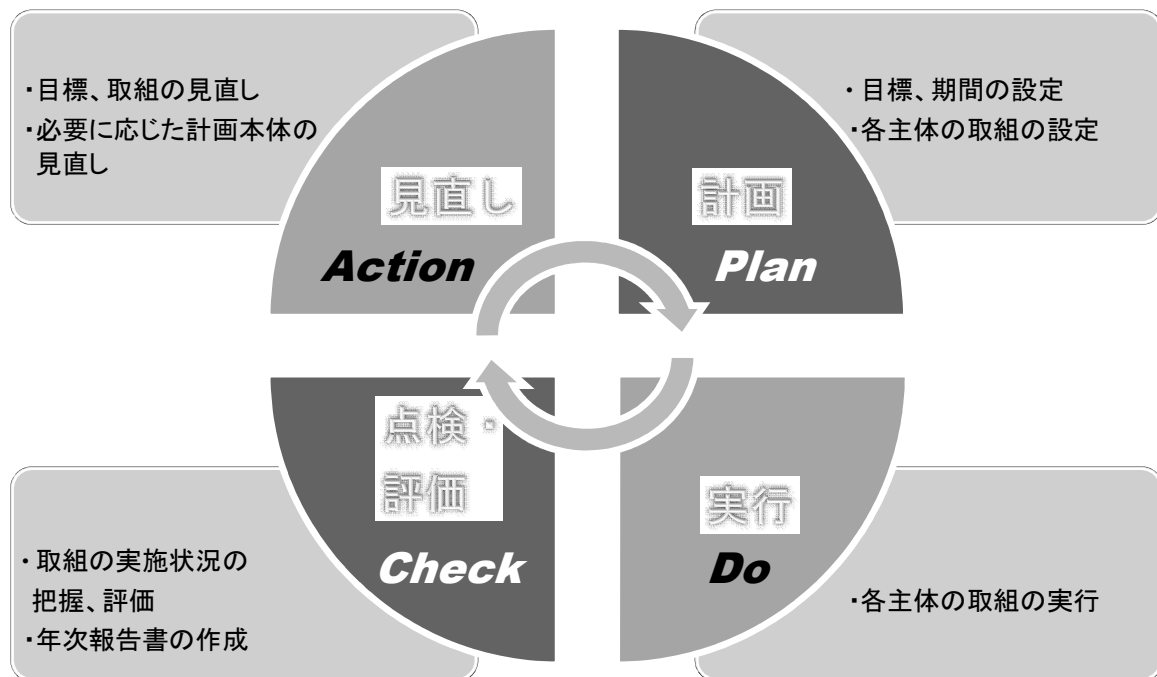 ・目標、取組の見直し
・必要に応じた計画本体の
見直し
見直し
Action
・目標、期間の設定
・各主体の取組の設定
計画
Plan
点検・
評価
Check
・取組の実施状況の
把握、評価
・年次報告書の作成
実行
Do
・各主体の取組の実行